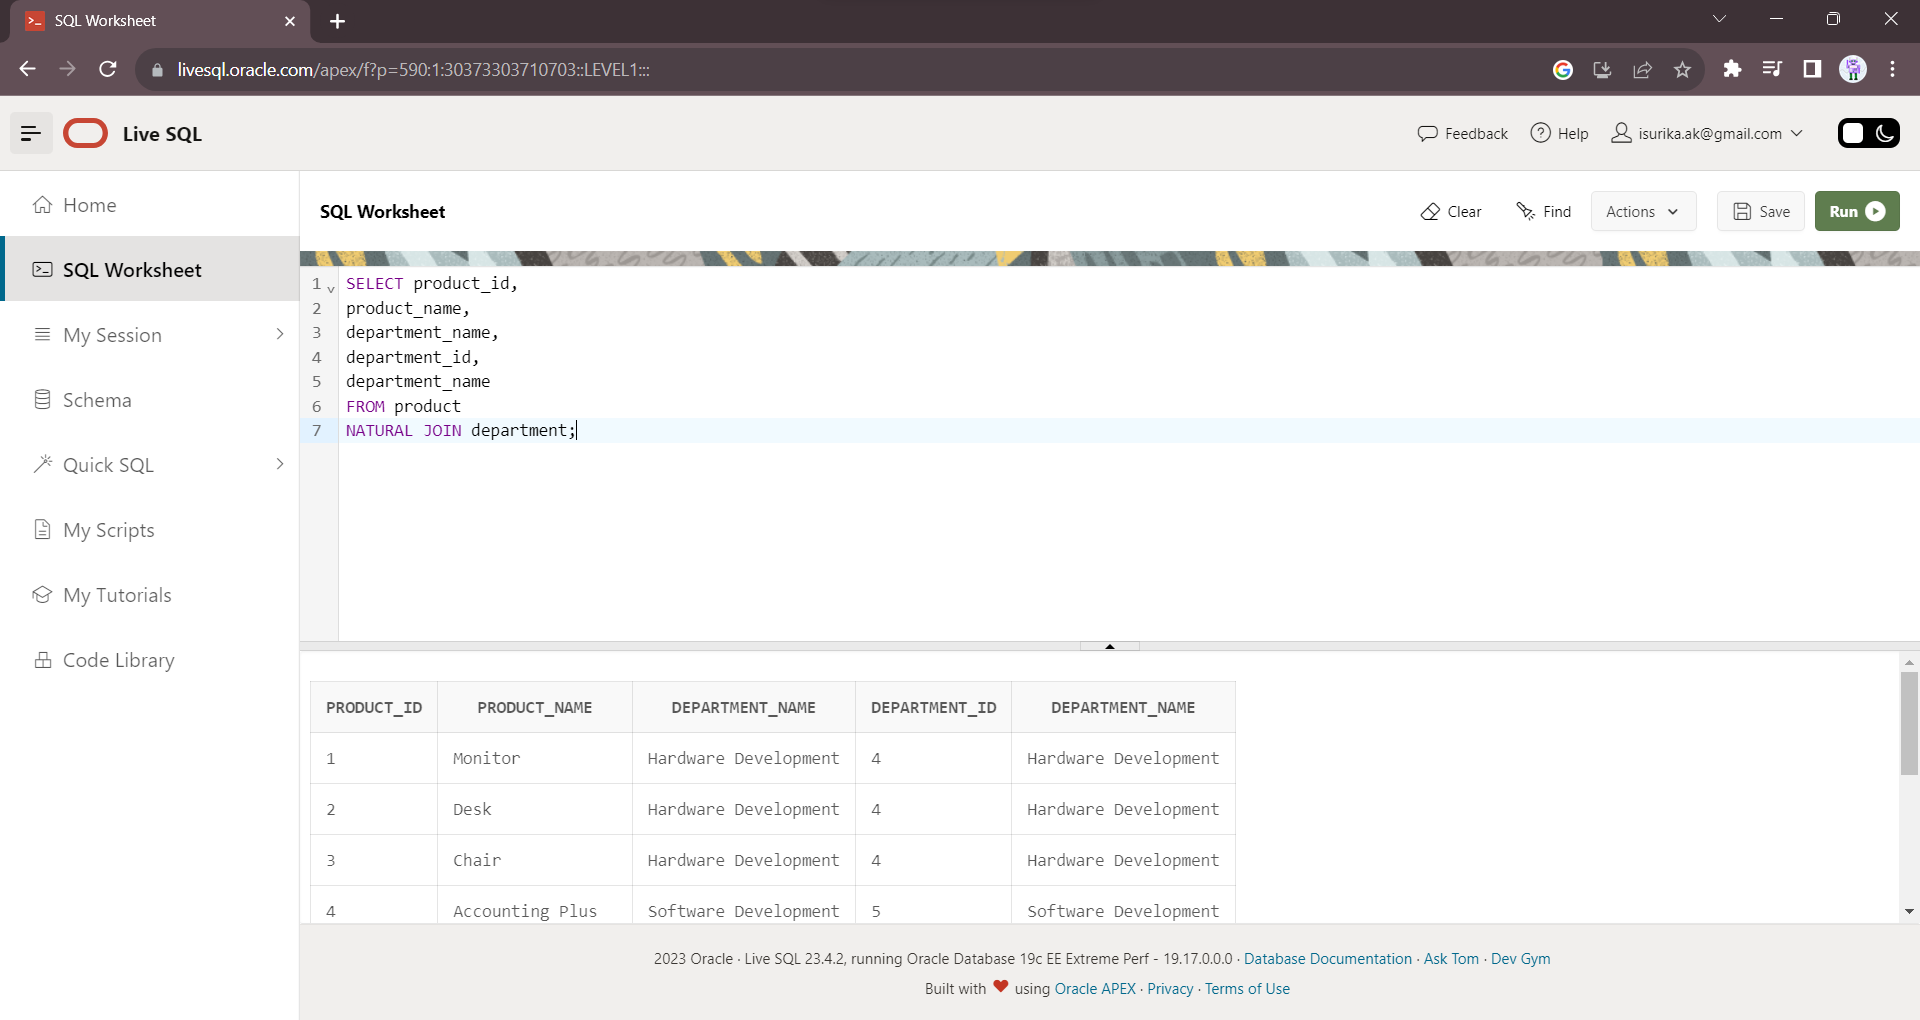 SQL Worksheet
livesql.oracle.com/apex/f?p=590:1:30373303710703::LEVEL1:::
Live SQL
Feedback
Help
isurika.ak@gmail.com
Home
SQL Worksheet
My Session
Schema
Quick SQL
My Scripts
My Tutorials
Code Library
SQL Worksheet
Clear
Find
Actions
Save
Run
1 SELECT product_id,
2 product_name,
3 department_name,
4 department_id,
5 department_name
6 FROM product
7 NATURAL JOIN department;
PRODUCT_ID PRODUCT_NAME DEPARTMENT_NAME DEPARTMENT_ID DEPARTMENT_NAME
1 Monitor Hardware Development 4 Hardware Development
2 Desk Hardware Development 4 Hardware Development
3 Chair Hardware Development 4 Hardware Development
4 Accounting Plus Software Development 5 Software Development
2023 Oracle · Live SQL 23.4.2, running Oracle Database 19c EE Extreme Perf - 19.17.0.0.0 · Database Documentation · Ask Tom · Dev Gym
Built with ❤ using Oracle APEX · Privacy · Terms of Use